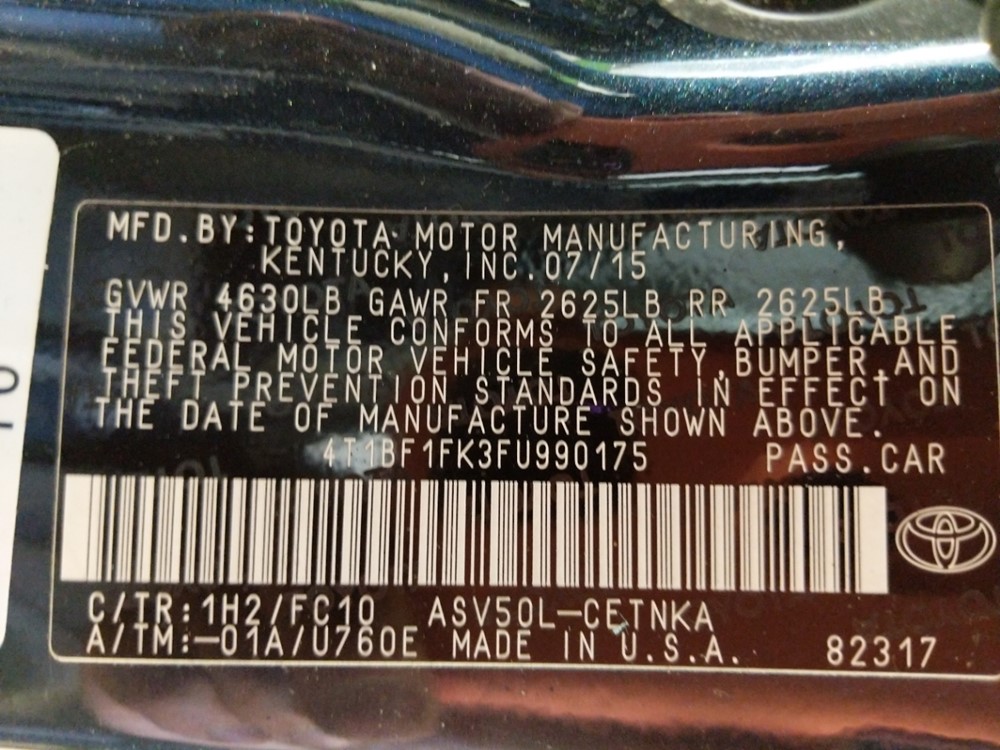 MFD.BY:TOYOTA MOTOR MANUFACTURING,
KENTUCKY,INC.07/15
GVWR 4630LB GAWR FR 2625LB RR 2625LB
THIS VEHICLE CONFORMS TO ALL APPLICABLE
FEDERAL MOTOR VEHICLE SAFETY,BUMPER,AND
THEFT PREVENTION STANDARDS IN EFFECT ON
THE DATE OF MANUFACTURE SHOWN ABOVE.
4T1BF1FK3FU990175 PASS.CAR
C/TR:1H2/FC10 ASV50L-CETNKA
A/TM:-01A/U760E MADE IN U.S.A. 82317